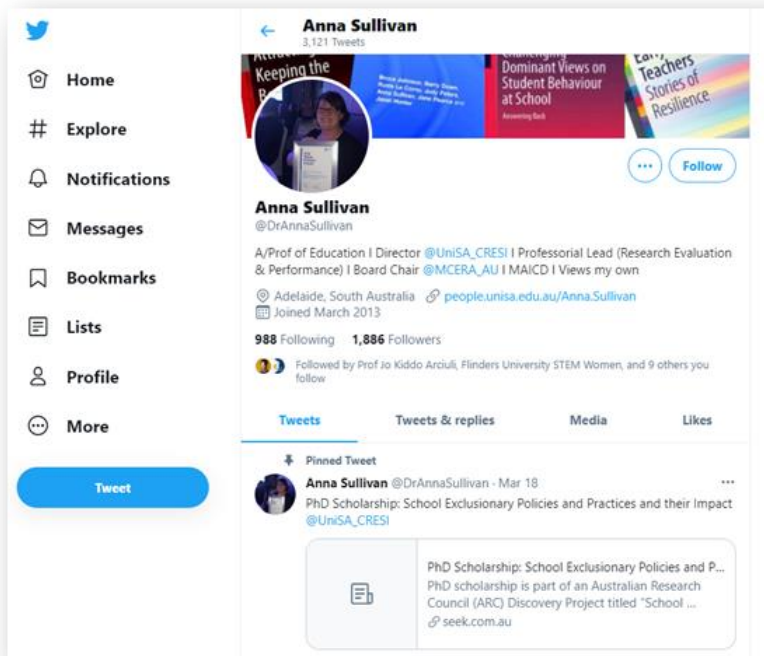 Anna Sullivan
3,121 Tweets
Keeping the
Dominant Views on
Student Behaviour
at School
Answering Back
Early
Teachers
Stories of
Resilience
Home
Explore
Notifications
Messages
Bookmarks
Lists
Profile
More
Tweet
Follow
Anna Sullivan
@DrAnnaSullivan
A/Prof of Education I Director @UniSA_CRESI I Professorial Lead (Research Evaluation
& Performance) I Board Chair @MCERA_AU I MAICD I Views my own
Adelaide, South Australia people.unisa.edu.au/Anna.Sullivan
Joined March 2013
988 Following 1,886 Followers
Followed by Prof Jo Kiddo Arciuli, Flinders University STEM Women, and 9 others you
follow
Tweets Tweets & replies Media Likes
Pinned Tweet
Anna Sullivan @DrAnnaSullivan · Mar 18
PhD Scholarship: School Exclusionary Policies and Practices and their Impact
@UniSA_CRESI
PhD Scholarship: School Exclusionary Policies and P...
PhD scholarship is part of an Australian Research
Council (ARC) Discovery Project titled "School ...
seek.com.au